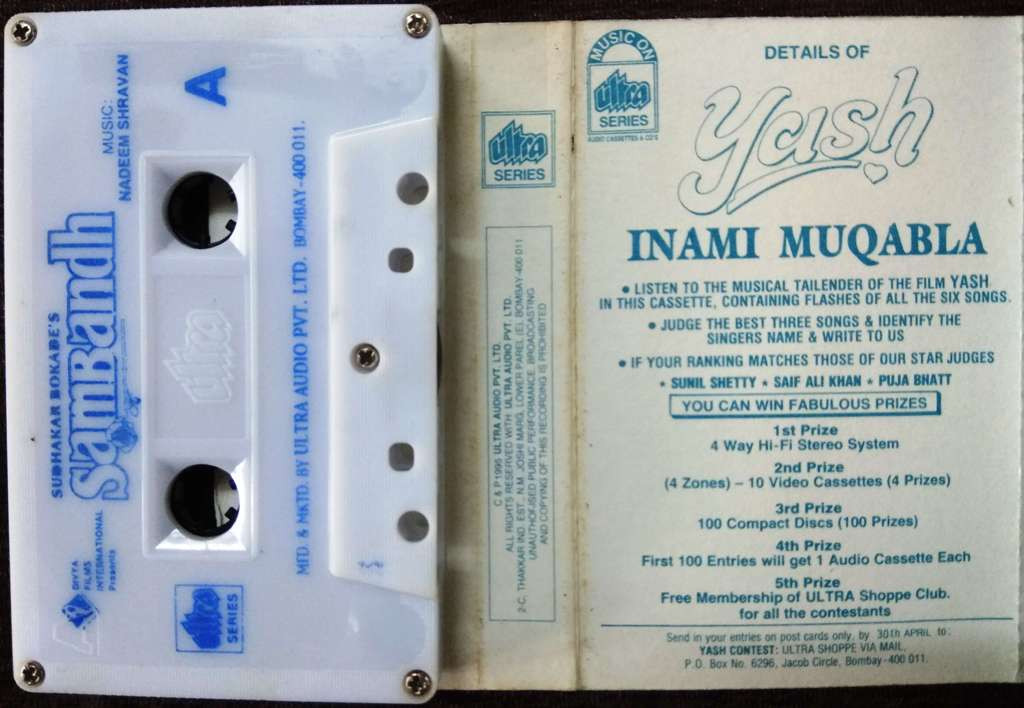 SUDHAKAR BOKADE'S
SamBandh
MUSIC:
NADEEM SHRAVAN
A
DIVYA
FILMS
INTERNATIONAL
Presents
ultra
ultra
SERIES
MFD. & MKTD. BY ULTRA AUDIO PVT. LTD. BOMBAY-400 011.
ultra
SERIES
C & P 1995 ULTRA AUDIO PVT. LTD.
ALL RIGHTS RESERVED WITH ULTRA AUDIO PVT. LTD.
2-C, THAKKAR IND. EST., N.M. JOSHI MARG, LOWER PAREL (E), BOMBAY-400 011
UNAUTHORISED PUBLIC PERFORMANCE, BROADCASTING
AND COPYING OF THIS RECORDING IS PROHIBITED
MUSIC ON
ultra
SERIES
AUDIO CASSETTES & CD'S
DETAILS OF
Yash
INAMI MUQABLA
• LISTEN TO THE MUSICAL TAILENDER OF THE FILM YASH
IN THIS CASSETTE, CONTAINING FLASHES OF ALL THE SIX SONGS.
• JUDGE THE BEST THREE SONGS & IDENTIFY THE
SINGERS NAME & WRITE TO US
• IF YOUR RANKING MATCHES THOSE OF OUR STAR JUDGES
★ SUNIL SHETTY ★ SAIF ALI KHAN ★ PUJA BHATT
YOU CAN WIN FABULOUS PRIZES
1st Prize
4 Way Hi-Fi Stereo System
2nd Prize
(4 Zones) – 10 Video Cassettes (4 Prizes)
3rd Prize
100 Compact Discs (100 Prizes)
4th Prize
First 100 Entries will get 1 Audio Cassette Each
5th Prize
Free Membership of ULTRA Shoppe Club.
for all the contestants
Send in your entries on post cards only, by 30th APRIL to:
YASH CONTEST: ULTRA SHOPPE VIA MAIL,
P.O. Box No. 6296, Jacob Circle, Bombay-400 011.